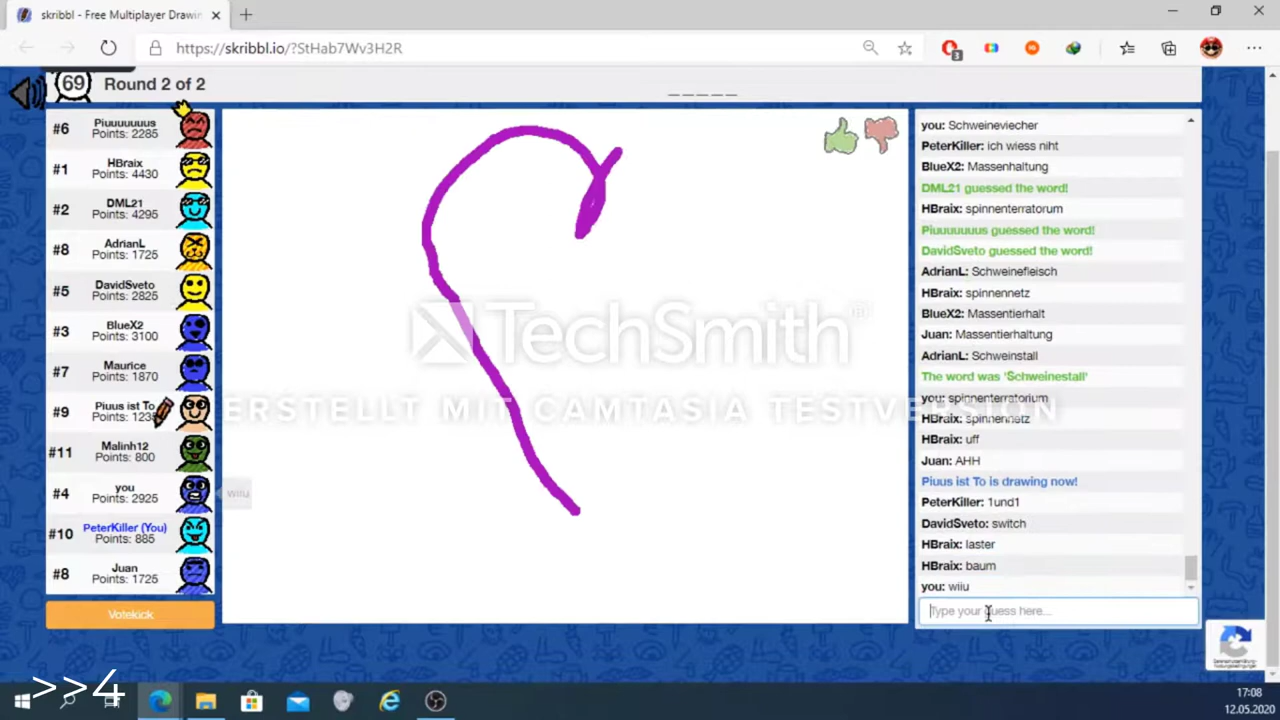 skribbl - Free Multiplayer Drawin
https://skribbl.io/?StHab7Wv3H2R
3
69
Round 2 of 2
_ _ _ _ _
#6 Piuuuuuuus
Points: 2285
#1 HBraix
Points: 4430
#2 DML21
Points: 4295
#8 AdrianL
Points: 1725
#5 DavidSveto
Points: 2825
#3 BlueX2
Points: 3100
#7 Maurice
Points: 1870
#9 Piuus ist To
Points: 123
#11 Malinh12
Points: 800
#4 you
Points: 2925
#10 PeterKiller (You)
Points: 885
#8 Juan
Points: 1725
Votekick
wiiu
TechSmith®
ERSTELLT MIT CAMTASIA TESTVERSION
you: Schweineviecher
PeterKiller: ich wiess niht
BlueX2: Massenhaltung
DML21 guessed the word!
HBraix: spinnenterratorum
Piuuuuuuus guessed the word!
DavidSveto guessed the word!
AdrianL: Schweinefleisch
HBraix: spinnennetz
BlueX2: Massentierhalt
Juan: Massentierhaltung
AdrianL: Schweinstall
The word was 'Schweinestall'
you: spinnenterratorium
HBraix: spinnennetz
HBraix: uff
Juan: AHH
Piuus ist To is drawing now!
PeterKiller: 1und1
DavidSveto: switch
HBraix: laster
HBraix: baum
you: wiiu
Type your guess here...
>>4
17:08
12.05.2020